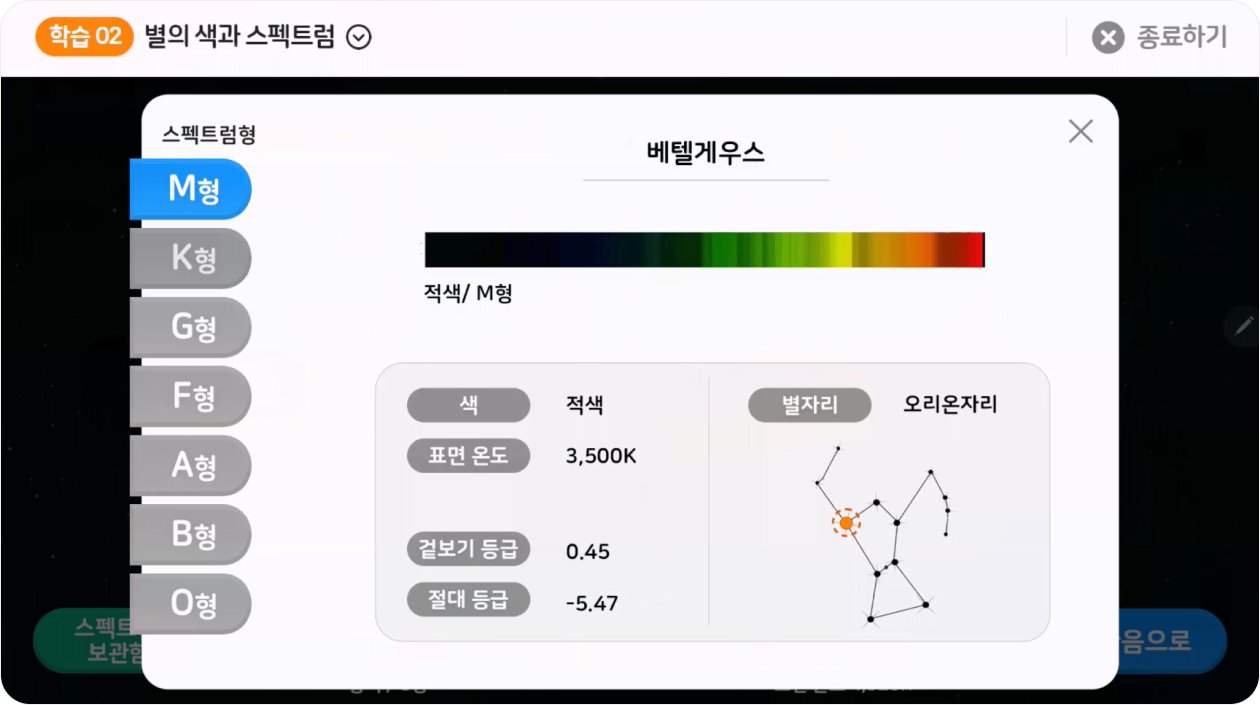 학습 02 별의 색과 스펙트럼
종료하기
스펙트럼형
베텔게우스
M형
K형
G형
F형
A형
B형
O형
적색/ M형
색 적색
표면 온도 3,500K
겉보기 등급 0.45
절대 등급 -5.47
별자리 오리온자리
스펙트
보관함
음으로